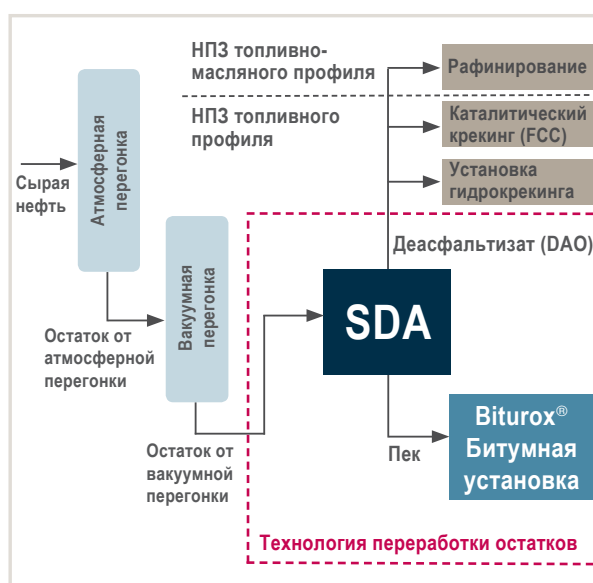 НПЗ топливно-
масляного профиля
Рафинирование
НПЗ топливного
профиля
Каталитический
крекинг (FCC)
Установка
гидрокрекинга
Сырая
нефть
Атмосферная
перегонка
Деасфальтизат (DAO)
Вакуумная
перегонка
SDA
Остаток от
атмосферной
перегонки
Остаток от
вакуумной
перегонки
Пек
Biturox®
Битумная
установка
Технология переработки остатков